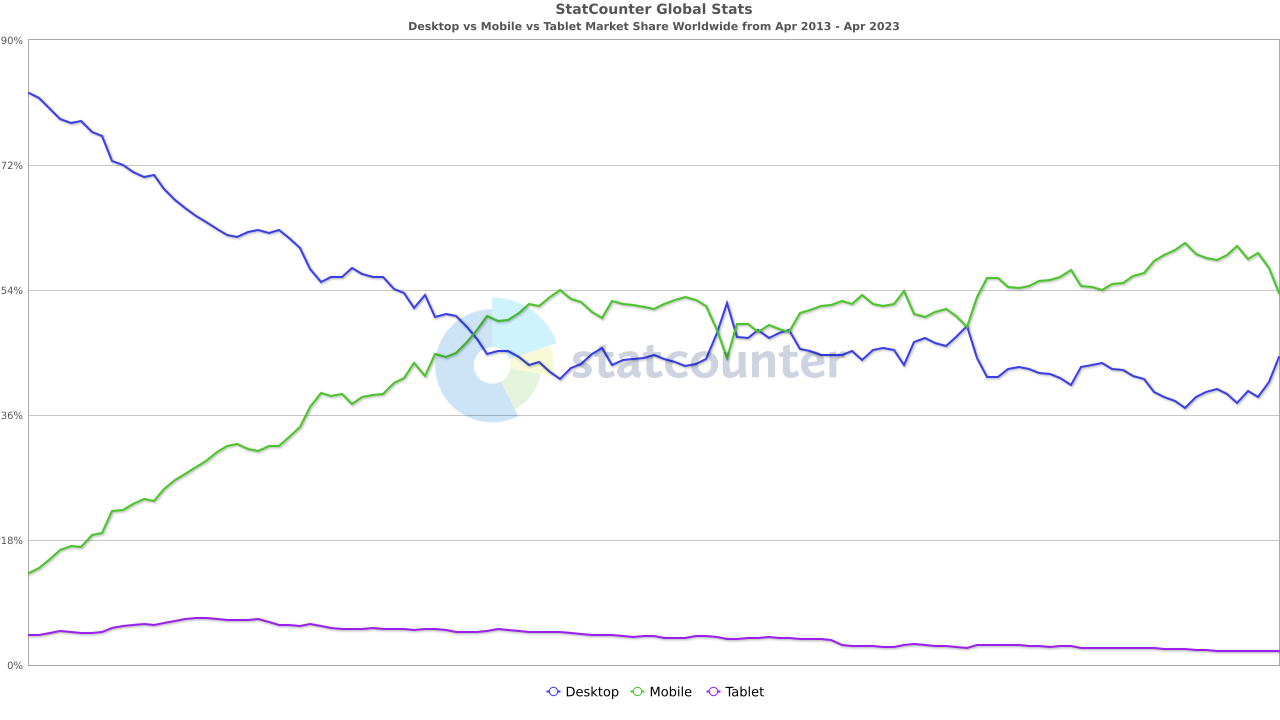 StatCounter Global Stats
Desktop vs Mobile vs Tablet Market Share Worldwide from Apr 2013 - Apr 2023
90%
72%
54%
statcounter
36%
18%
0%
Desktop Mobile Tablet